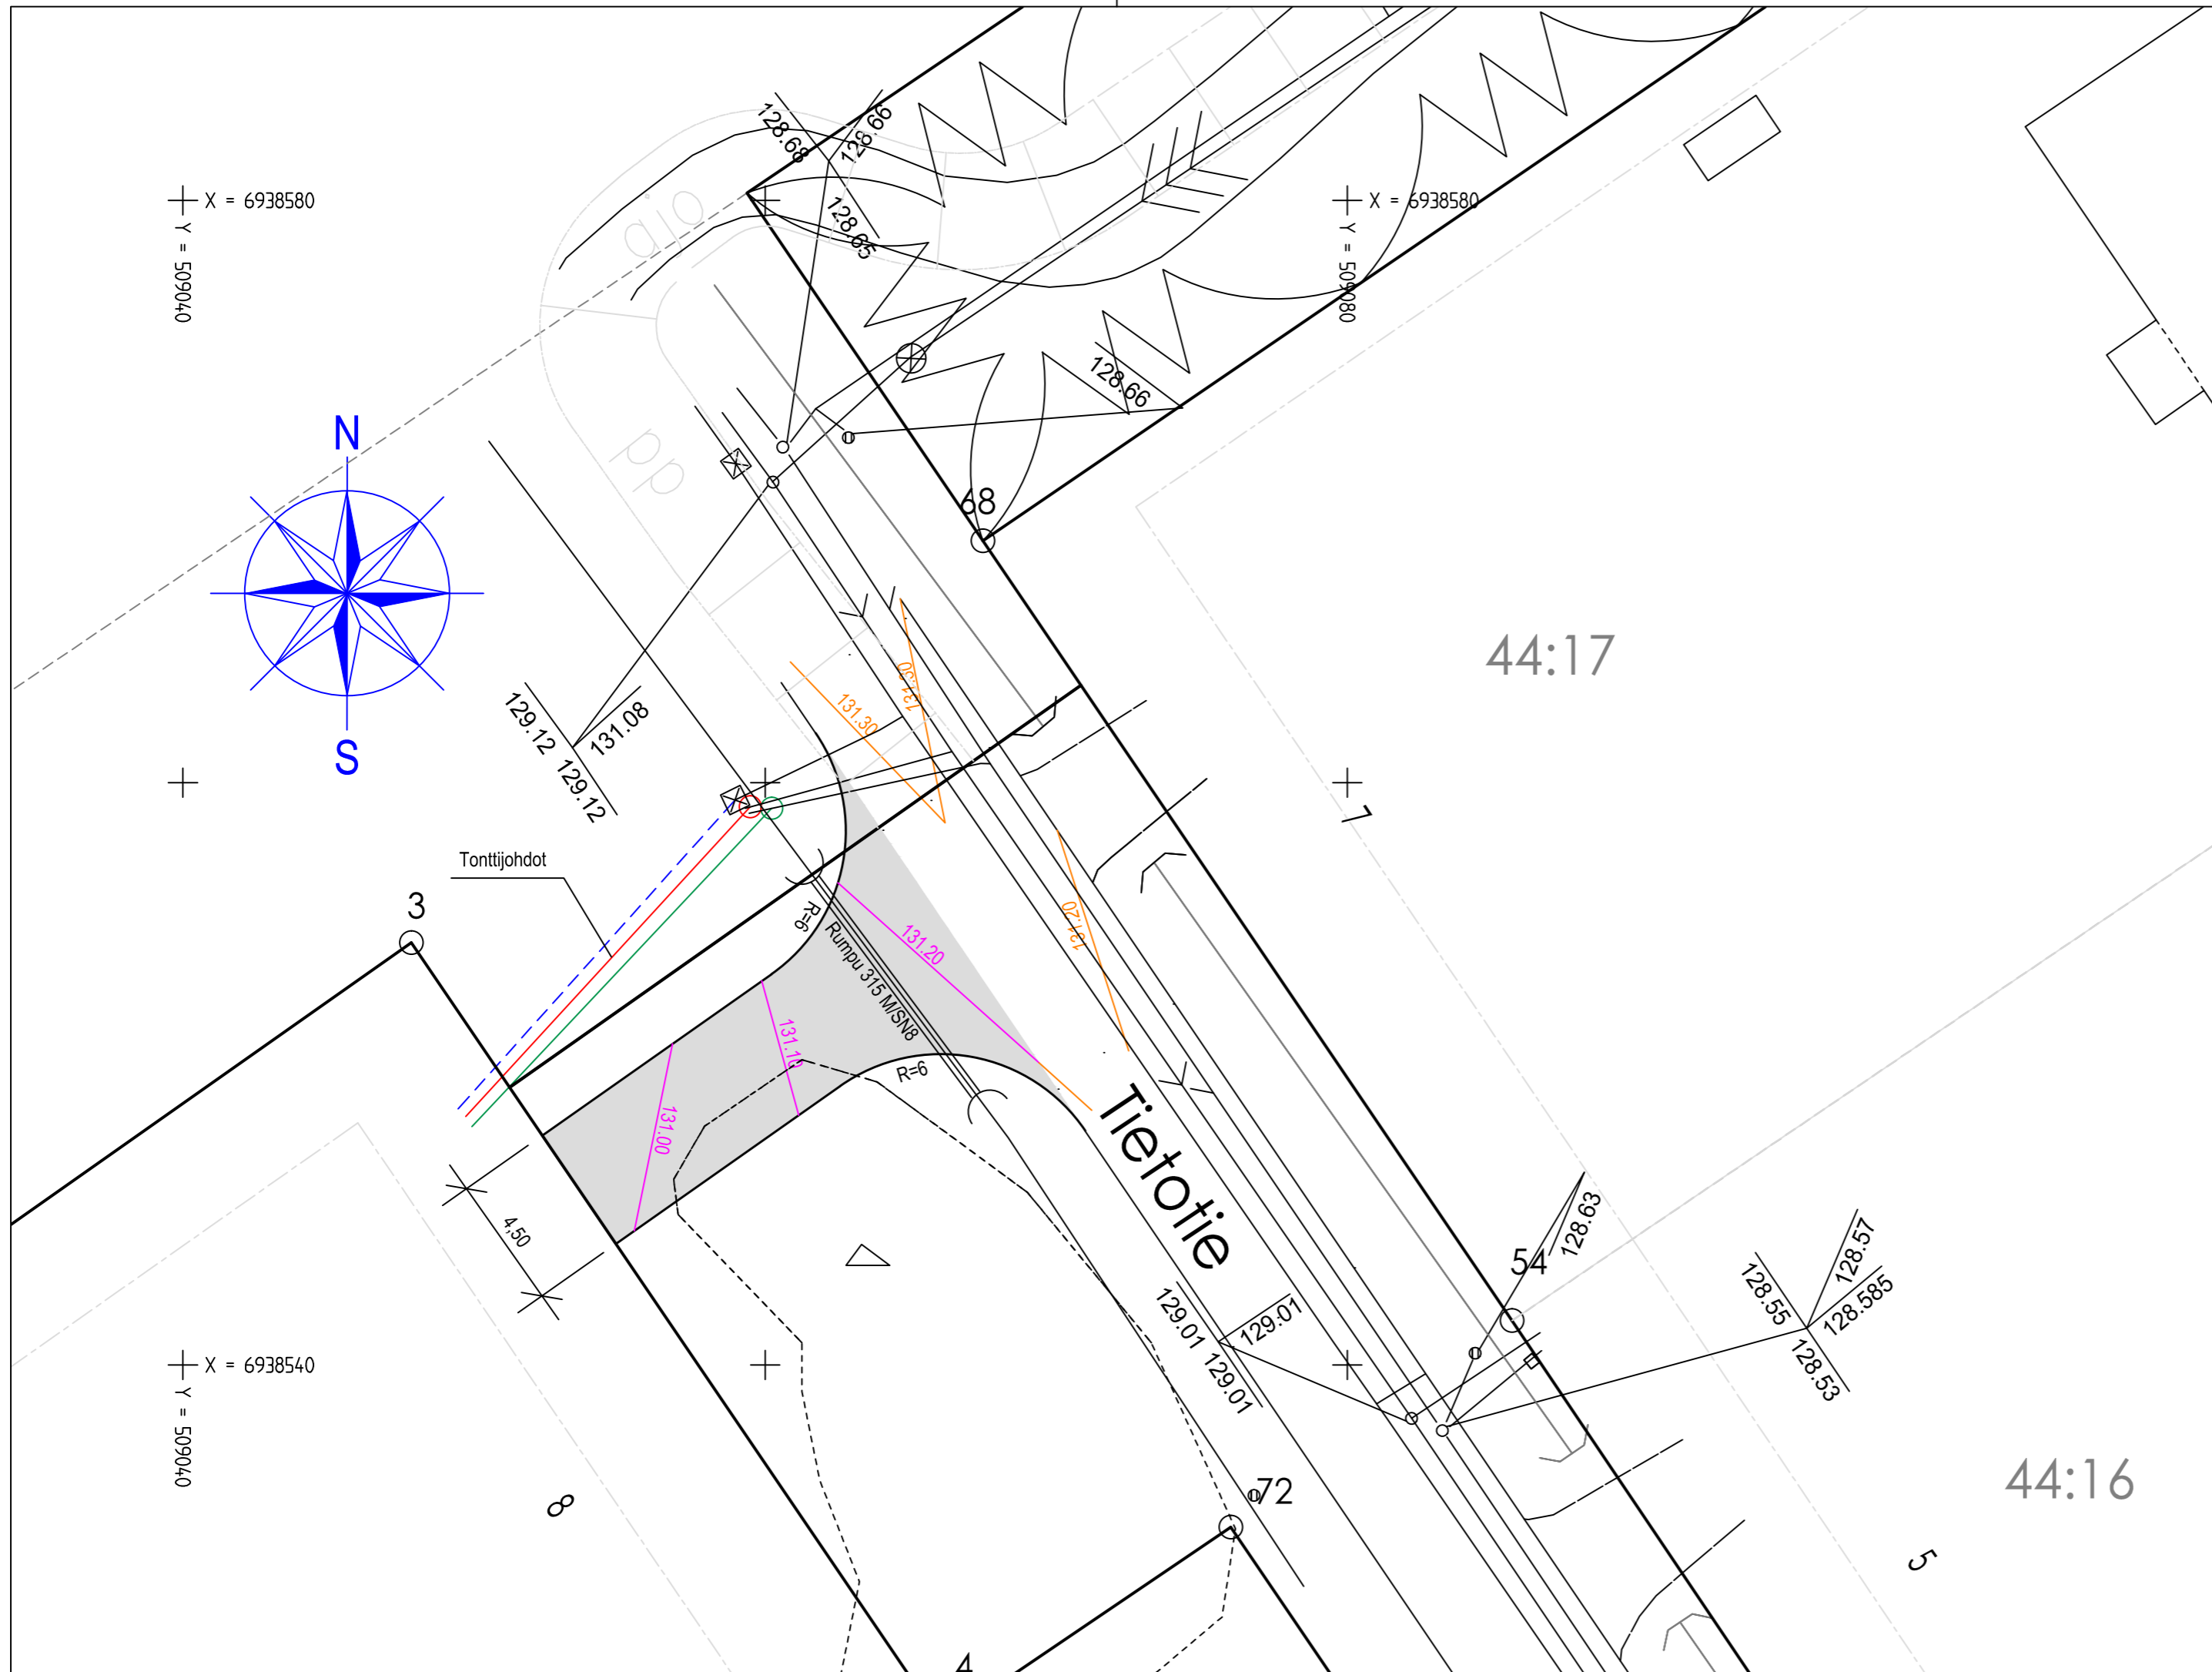 128.68
128.66
128.65
ajo
X = 6938580
Y = 509040
X = 6938580
Y = 509080
128.66
N
pp
68
44:17
S
131.30
131.30
129.12
131.08
129.12
7
Tonttijohdot
3
R=6
131.20
131.20
Rumpu 315 M/SN8
131.10
R=6
131.00
Tietotie
4,50
128.63
54
128.57
128.55
128.585
128.53
129.01
129.01
129.01
X = 6938540
Y = 509040
44:16
72
8
5
4